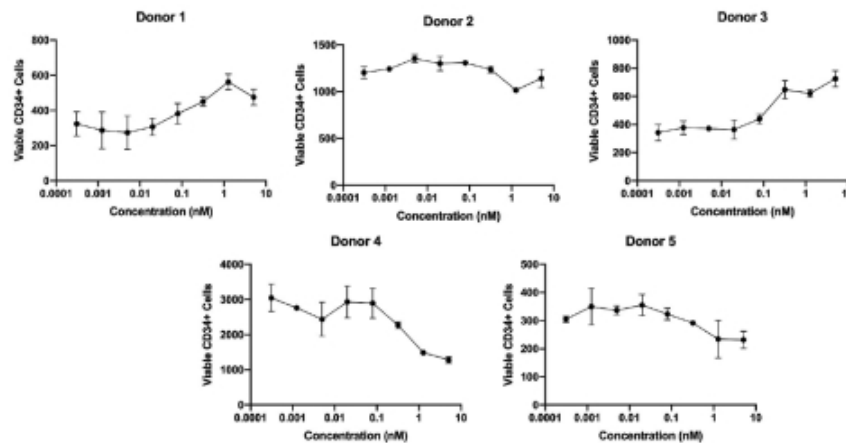 Donor 1
Viable CD34+ Cells
800
600
400
200
0
0.0001 0.001 0.01 0.1 1 10
Concentration (nM)
Donor 2
Viable CD34+ Cells
1500
1000
500
0
0.0001 0.001 0.01 0.1 1 10
Concentration (nM)
Donor 3
Viable CD34+ Cells
1000
800
600
400
200
0
0.0001 0.001 0.01 0.1 1
Concentration (nM)
Donor 4
Viable CD34+ Cells
4000
3000
2000
1000
0
0.0001 0.001 0.01 0.1 1 10
Concentration (nM)
Donor 5
Viable CD34+ Cells
500
400
300
200
100
0
0.0001 0.001 0.01 0.1 1 10
Concentration (nM)